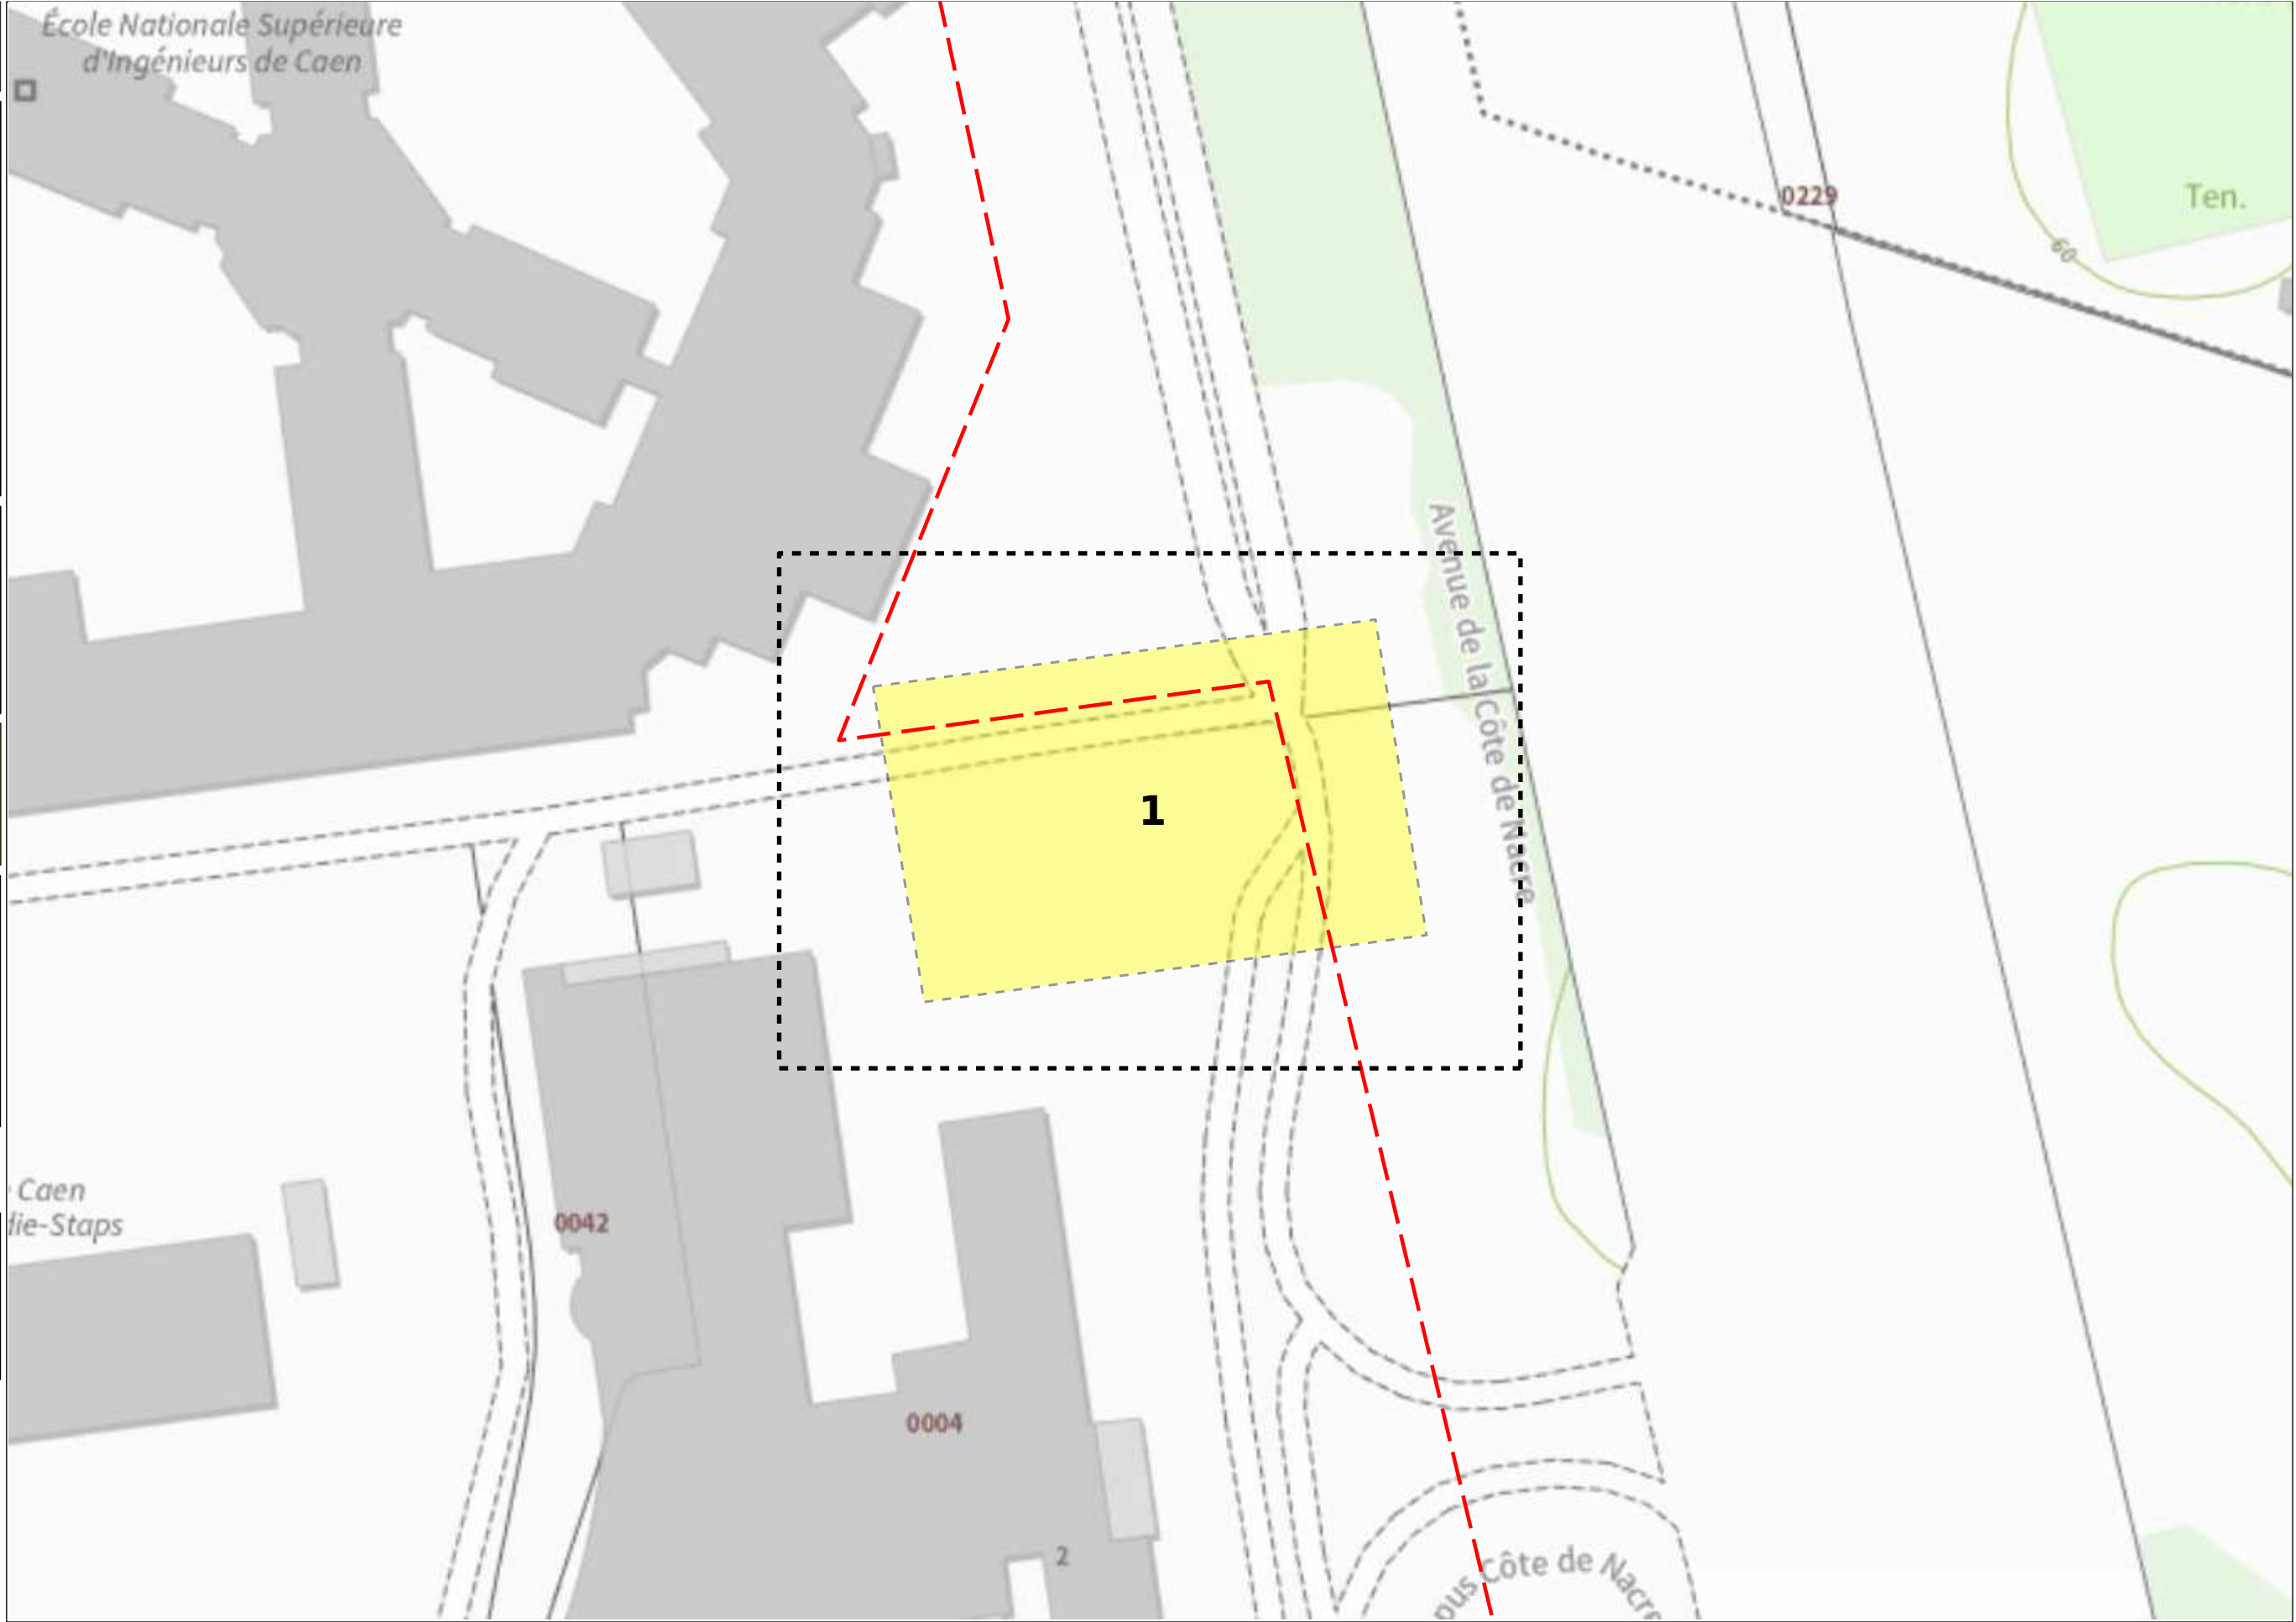 École Nationale Supérieure
d'Ingénieurs de Caen
0229
Ten.
60
Avenue de la Côte de Nacre
1
Caen
die-Staps
0042
0004
2
pus Côte de Nacre